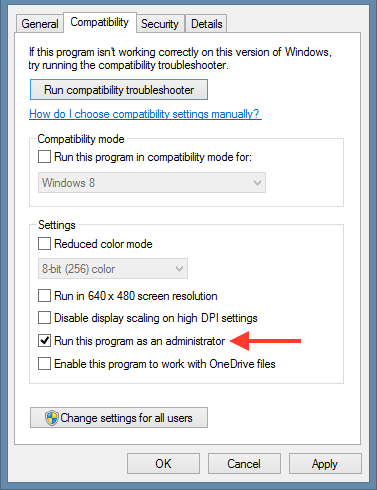 General Compatibility Security Details
If this program isn't working correctly on this version of Windows,
try running the compatibility troubleshooter.
Run compatibility troubleshooter
How do I choose compatibility settings manually?
Compatibility mode
Run this program in compatibility mode for:
Windows 8
Settings
Reduced color mode
8-bit (256) color
Run in 640 x 480 screen resolution
Disable display scaling on high DPI settings
Run this program as an administrator
Enable this program to work with OneDrive files
Change settings for all users
OK Cancel Apply